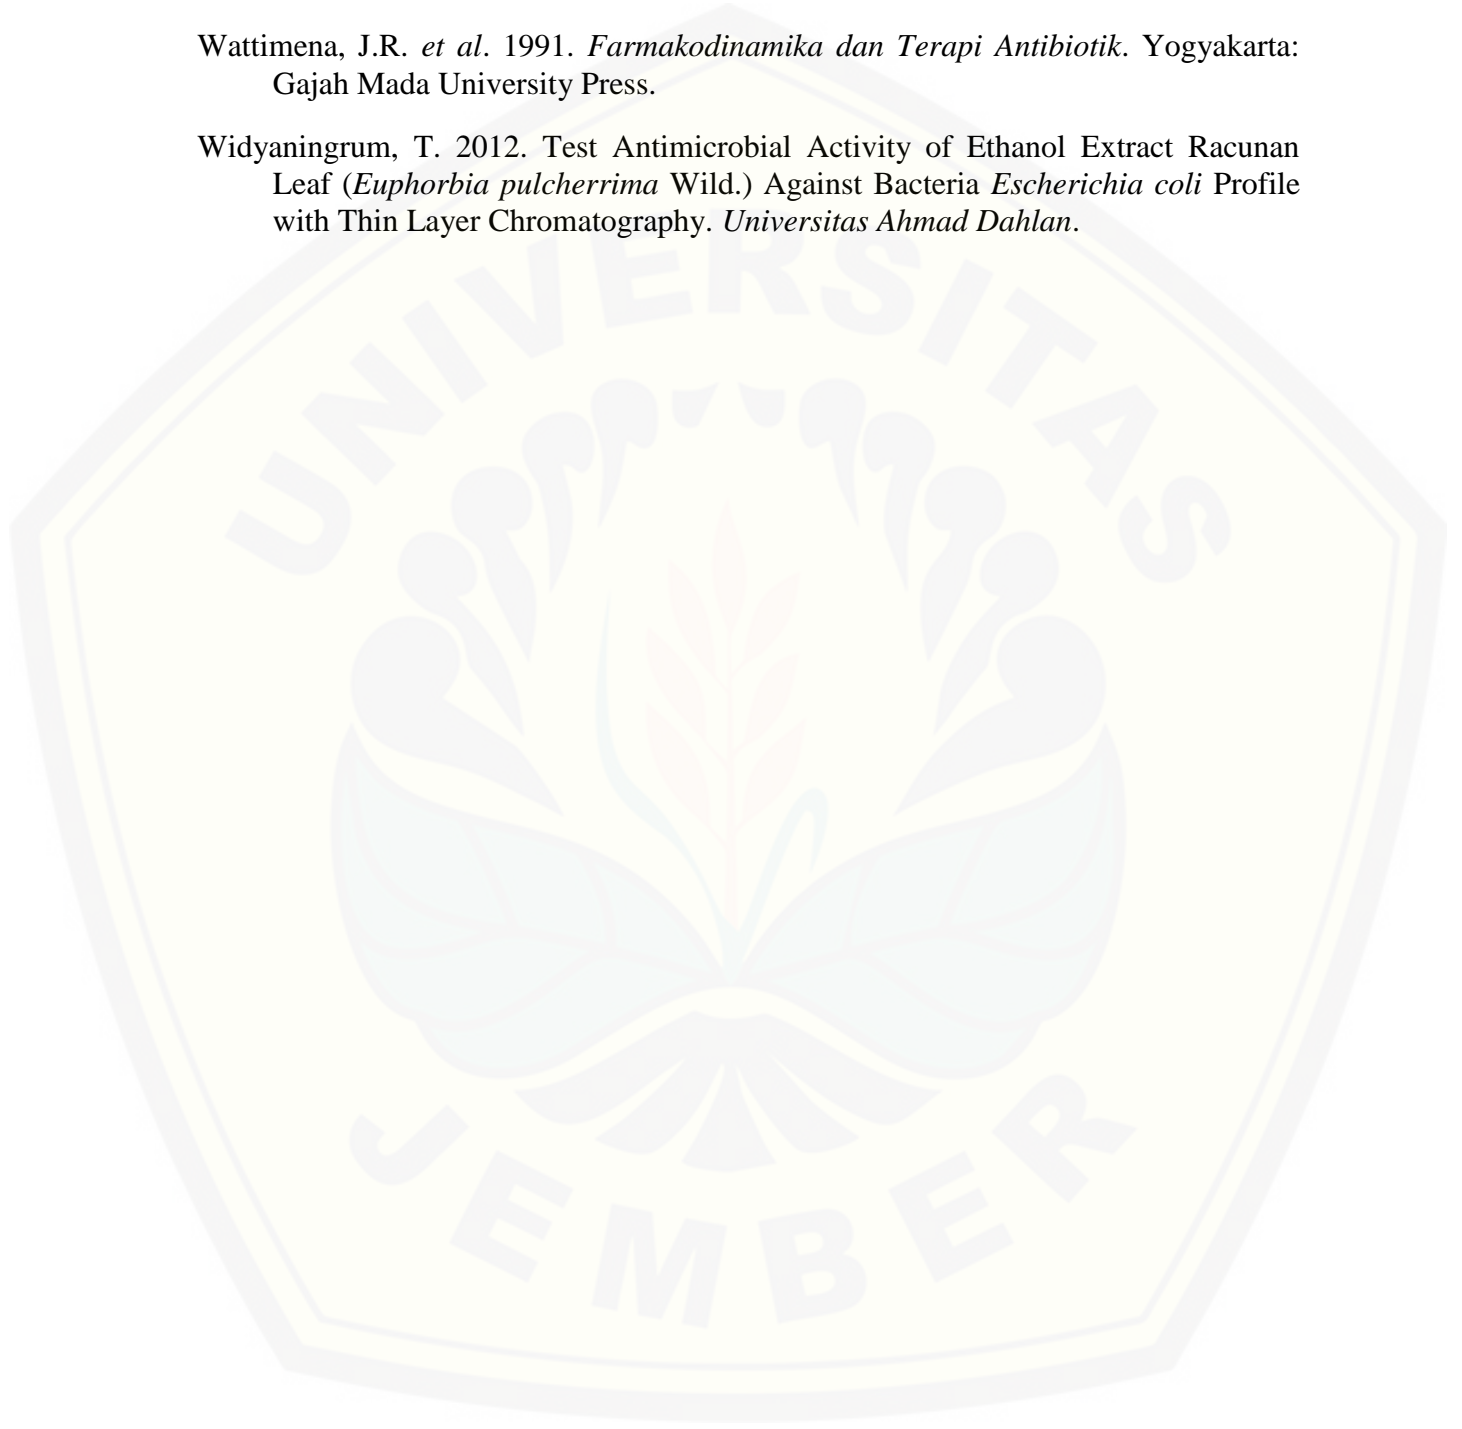 Wattimena, J.R. et al. 1991. Farmakodinamika dan Terapi Antibiotik. Yogyakarta:
Gajah Mada University Press.
Widyaningrum, T. 2012. Test Antimicrobial Activity of Ethanol Extract Racunan
Leaf (Euphorbia pulcherrima Wild.) Against Bacteria Escherichia coli Profile
with Thin Layer Chromatography. Universitas Ahmad Dahlan.
UNIVERSITAS
JEMBER